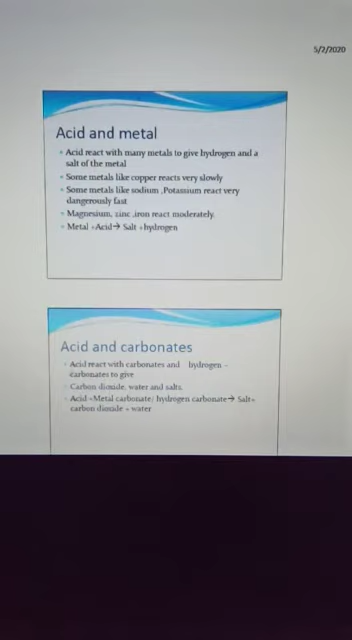 5/2/2020
Acid and metal
Acid react with many metals to give hydrogen and a
salt of the metal
Some metals like copper reacts very slowly
Some metals like sodium ,Potassium react very
dangerously fast
Magnesium, zinc ,iron react moderately.
Metal +Acid→ Salt +hydrogen
Acid and carbonates
Acid react with carbonates and hydrogen –
carbonates to give
Carbon dioxide, water and salts.
Acid +Metal carbonate/ hydrogen carbonate→ Salt+
carbon dioxide + water